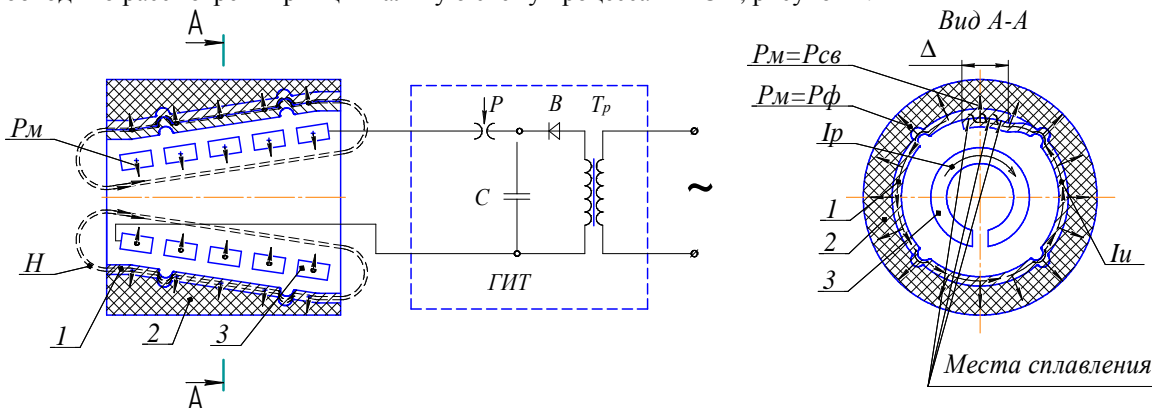 А
Рм
Н
1
2
3
А
Р
В
Тр
С
ГИТ
~
Вид А-А
Δ
Рм=Рсв
Рм=Рф
Iр
1
2
3
Iи
Места сплавления